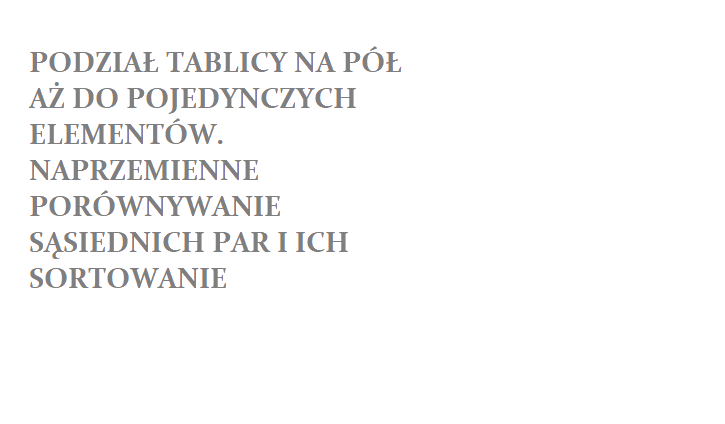 PODZIAŁ TABLICY NA PÓŁ
AŻ DO POJEDYNCZYCH
ELEMENTÓW.
NAPRZEMIENNE
PORÓWNYWANIE
SĄSIEDNICH PAR I ICH
SORTOWANIE